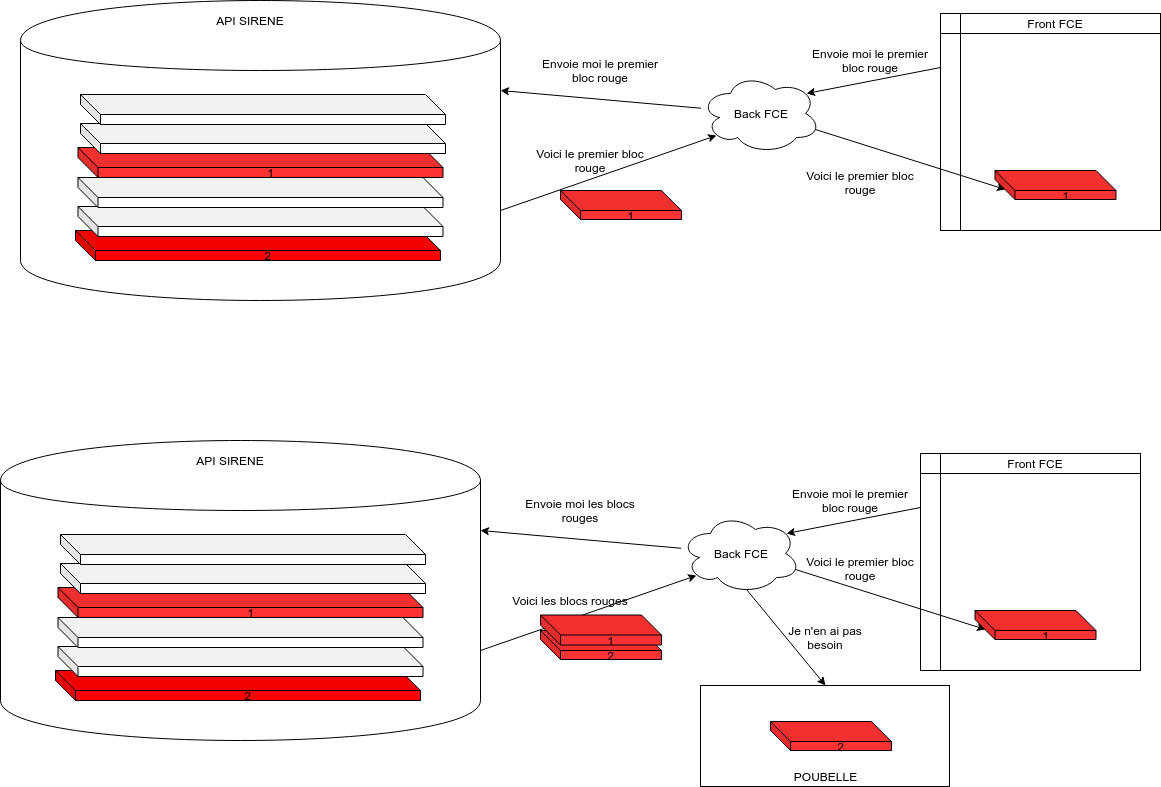 API SIRENE
Front FCE
Envoie moi le premier
bloc rouge
Envoie moi le premier
bloc rouge
Back FCE
Voici le premier bloc
rouge
Voici le premier bloc
rouge
1
2
1
1
API SIRENE
Front FCE
Envoie moi les blocs
rouges
Envoie moi le premier
bloc rouge
Back FCE
Voici le premier bloc
rouge
Voici les blocs rouges
1
2
1
2
1
Je n'en ai pas
besoin
2
POUBELLE